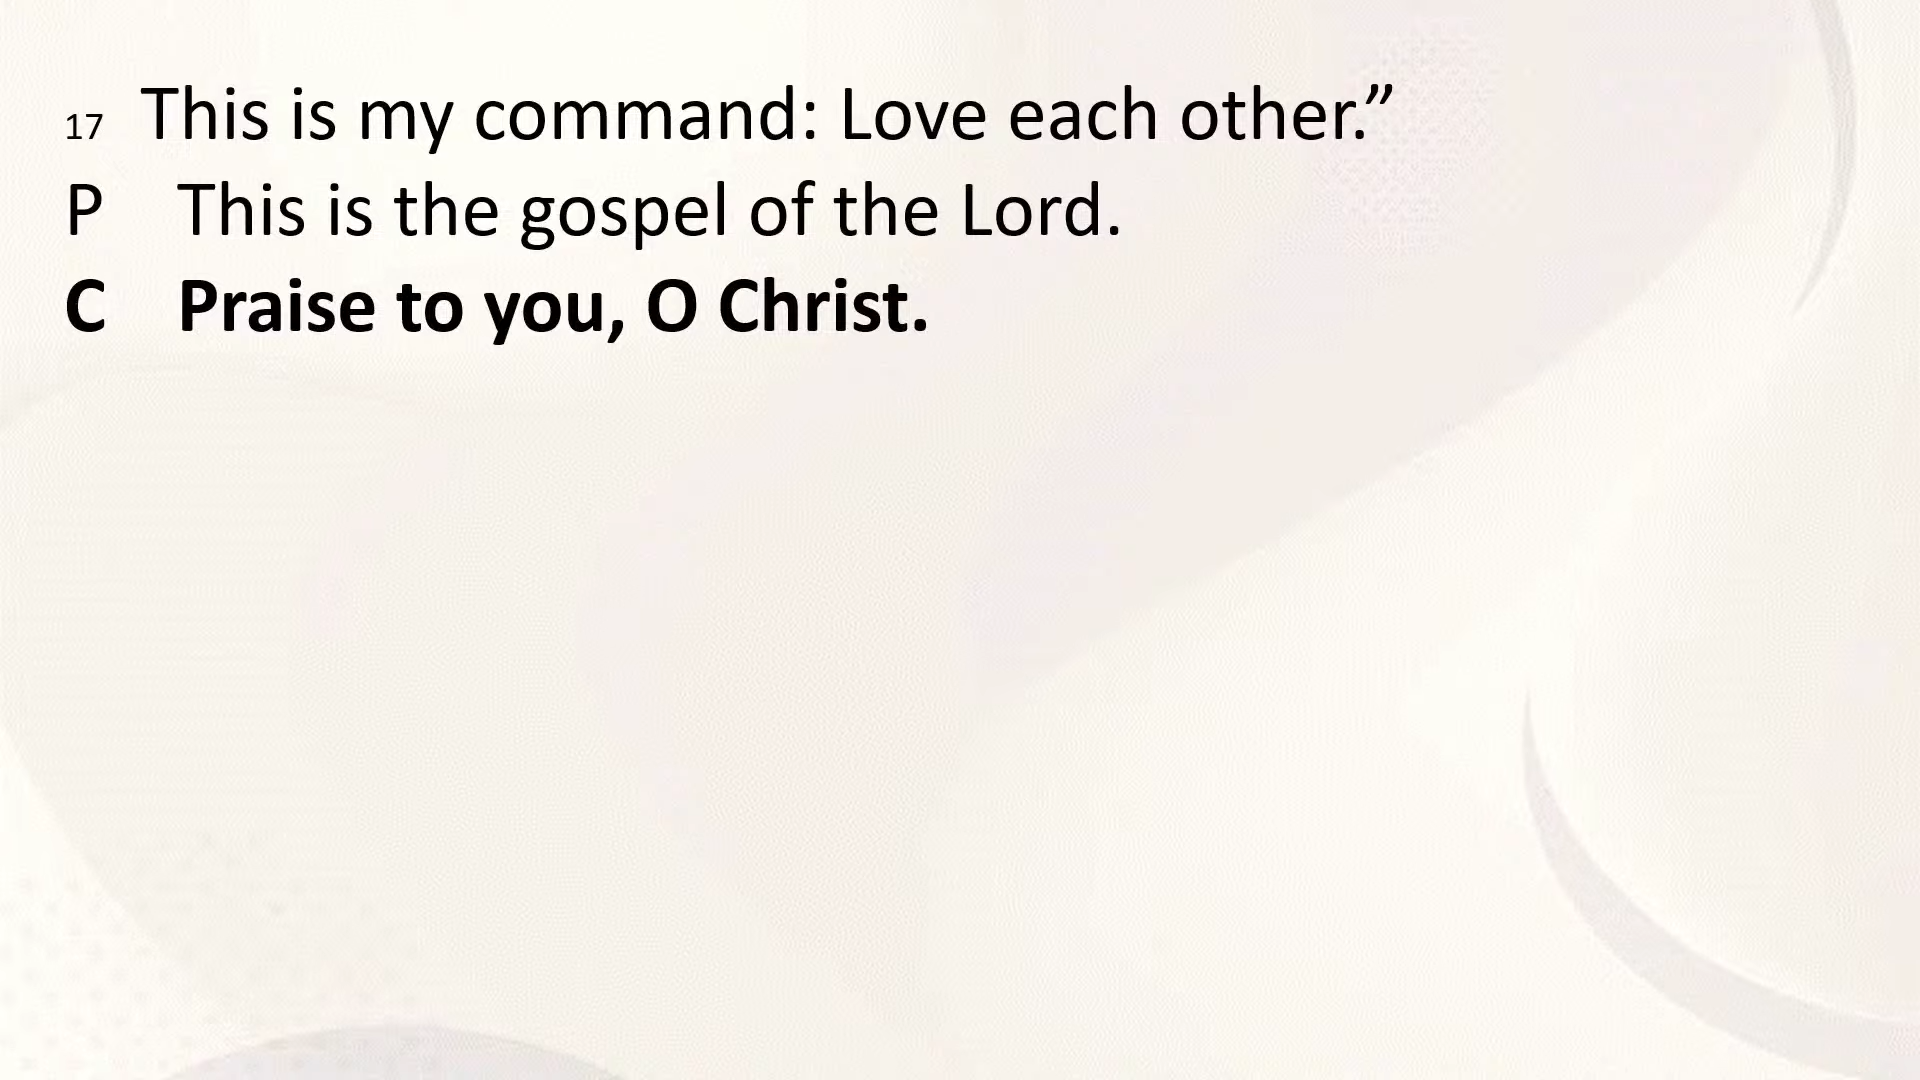 17 This is my command: Love each other.”
P This is the gospel of the Lord.
C Praise to you, O Christ.